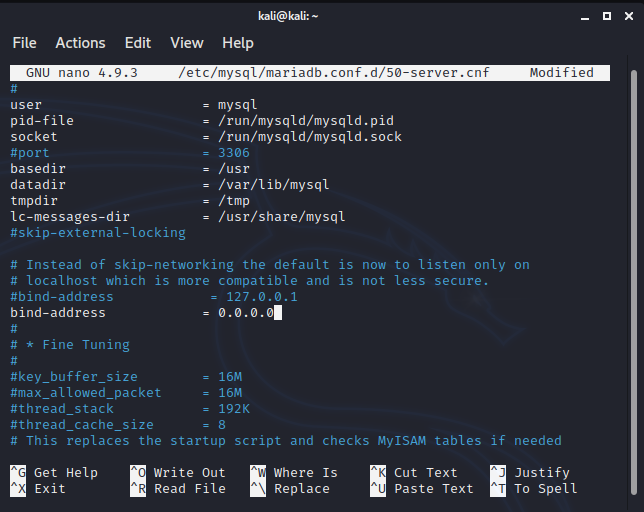 kali@kali: ~
File Actions Edit View Help
GNU nano 4.9.3 /etc/mysql/mariadb.conf.d/50-server.cnf Modified
#
user = mysql
pid-file = /run/mysqld/mysqld.pid
socket = /run/mysqld/mysqld.sock
#port = 3306
basedir = /usr
datadir = /var/lib/mysql
tmpdir = /tmp
lc-messages-dir = /usr/share/mysql
#skip-external-locking
# Instead of skip-networking the default is now to listen only on
# localhost which is more compatible and is not less secure.
#bind-address = 127.0.0.1
bind-address = 0.0.0.0
#
# * Fine Tuning
#
#key_buffer_size = 16M
#max_allowed_packet = 16M
#thread_stack = 192K
#thread_cache_size = 8
# This replaces the startup script and checks MyISAM tables if needed
^G Get Help ^O Write Out ^W Where Is ^K Cut Text ^J Justify
^X Exit ^R Read File ^\ Replace ^U Paste Text ^T To Spell